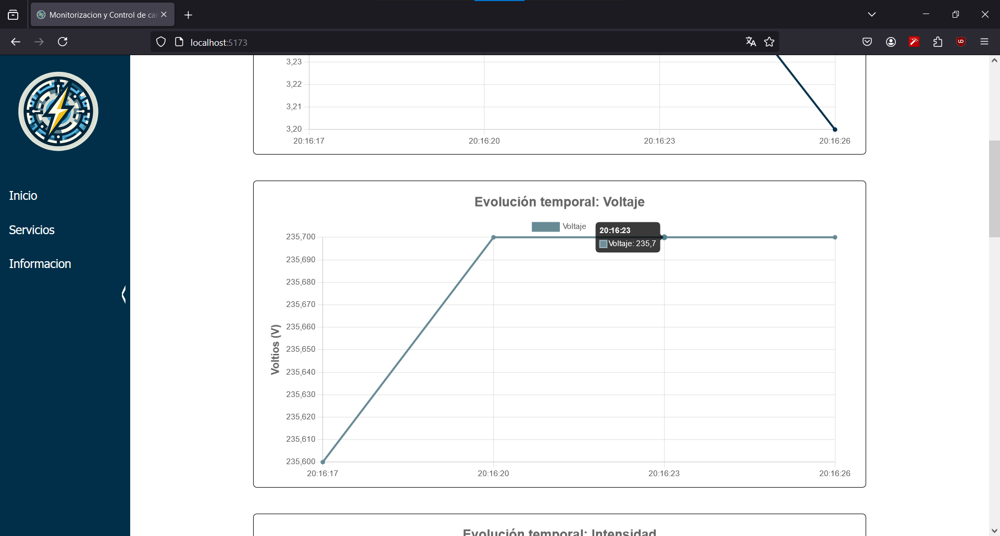 Monitorizacion y Control de car
localhost:5173
Inicio
Servicios
Informacion
3,23
3,22
3,21
3,20
20:16:17 20:16:20 20:16:23 20:16:26
Evolución temporal: Voltaje
Voltaje
20:16:23
Voltaje: 235,7
Voltios (V)
235,700
235,690
235,680
235,670
235,660
235,650
235,640
235,630
235,620
235,610
235,600
20:16:17 20:16:20 20:16:23 20:16:26
Evolución temporal: Intensidad